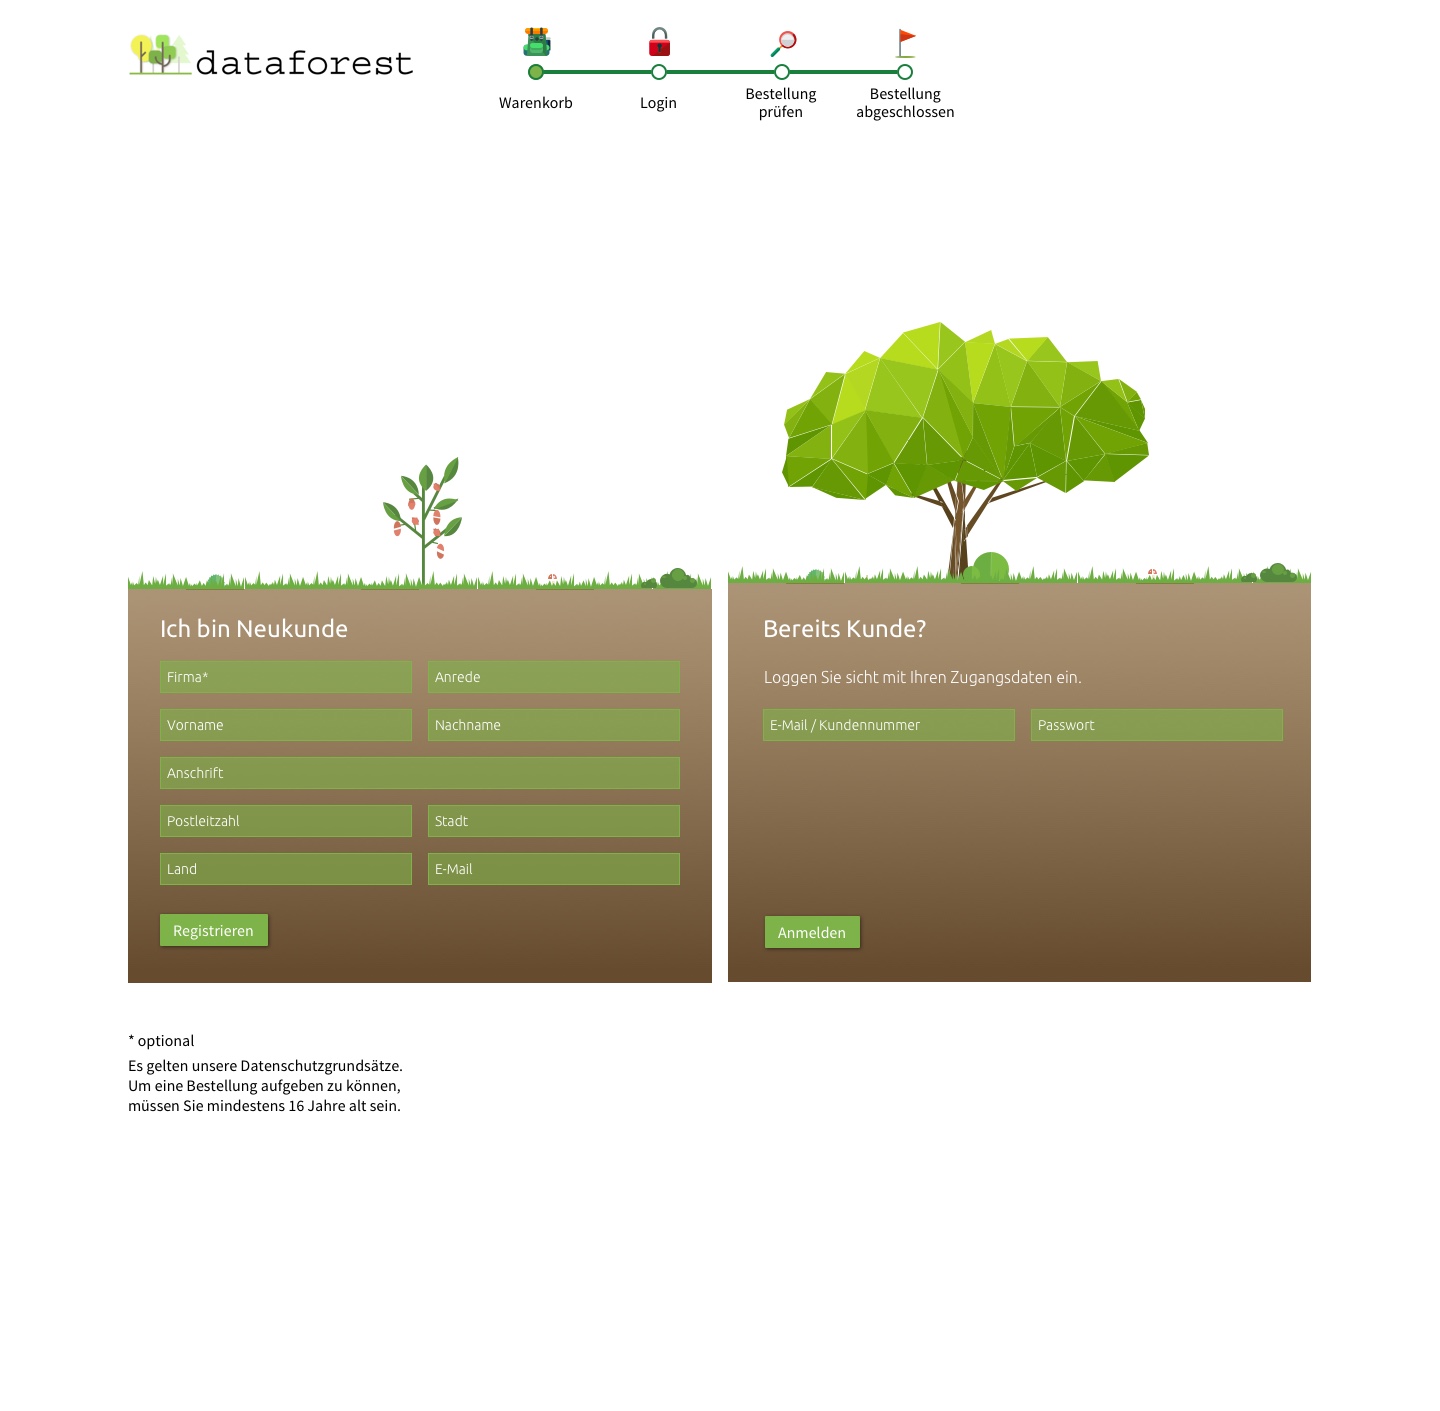 dataforest
Warenkorb
Login
Bestellung
prüfen
Bestellung
abgeschlossen
Ich bin Neukunde
Firma*
Anrede
Vorname
Nachname
Anschrift
Postleitzahl
Stadt
Land
E-Mail
Registrieren
Bereits Kunde?
Loggen Sie sicht mit Ihren Zugangsdaten ein.
E-Mail / Kundennummer
Passwort
Anmelden
* optional
Es gelten unsere Datenschutzgrundsätze.
Um eine Bestellung aufgeben zu können,
müssen Sie mindestens 16 Jahre alt sein.